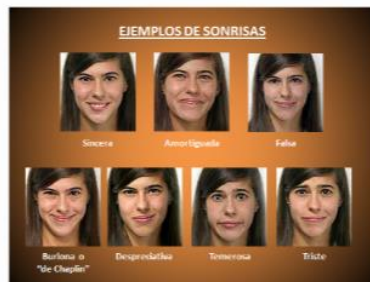 EJEMPLOS DE SONRISAS
Sincera
Amortiguada
Falsa
Burlona o
"de Chaplin"
Despreciativa
Temerosa
Triste